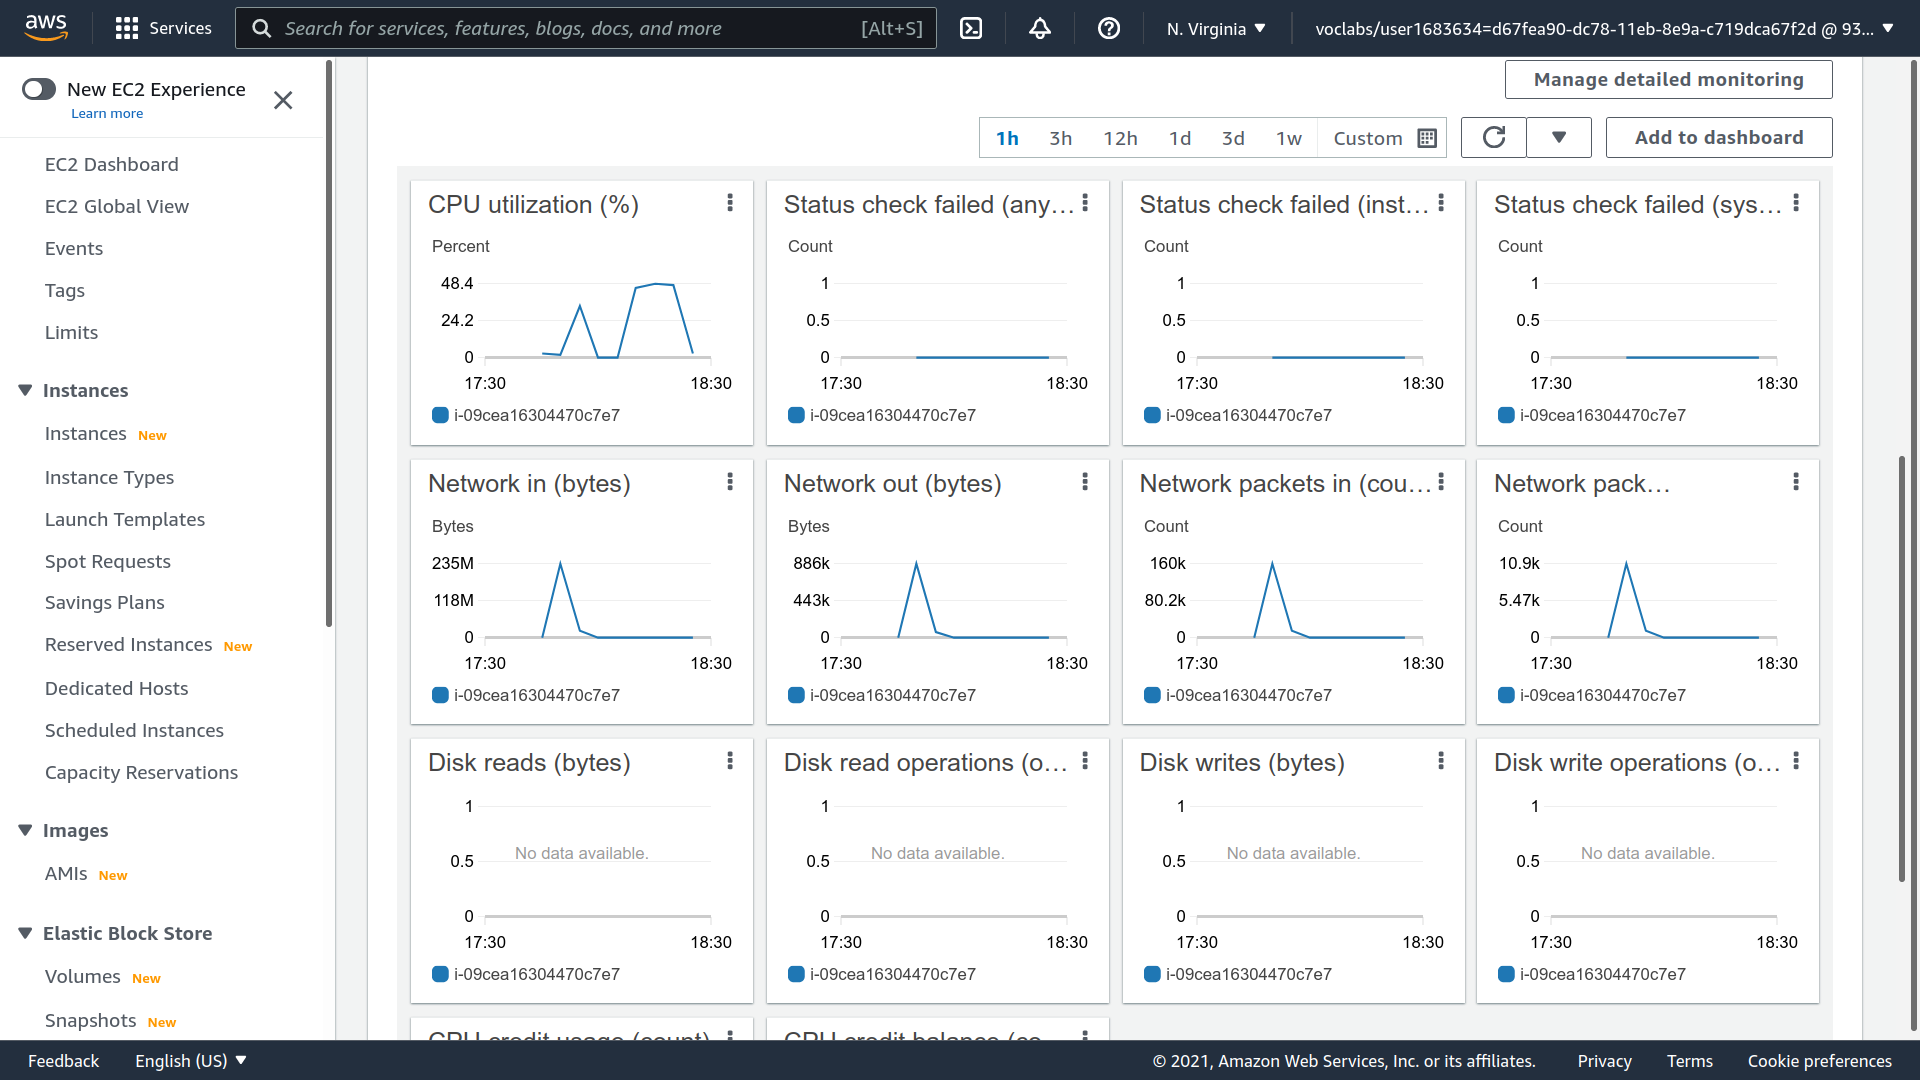 aws
Services
Search for services, features, blogs, docs, and more
[Alt+S]
N. Virginia
voclabs/user1683634=d67fea90-dc78-11eb-8e9a-c719dca67f2d @ 93...
New EC2 Experience
Learn more
EC2 Dashboard
EC2 Global View
Events
Tags
Limits
Instances
Instances New
Instance Types
Launch Templates
Spot Requests
Savings Plans
Reserved Instances New
Dedicated Hosts
Scheduled Instances
Capacity Reservations
Images
AMIs New
Elastic Block Store
Volumes New
Snapshots New
Manage detailed monitoring
1h 3h 12h 1d 3d 1w Custom
Add to dashboard
CPU utilization (%)
Percent
48.4
24.2
0
17:30 18:30
i-09cea16304470c7e7
Status check failed (any...
Count
1
0.5
0
17:30 18:30
i-09cea16304470c7e7
Status check failed (inst...
Count
1
0.5
0
17:30 18:30
i-09cea16304470c7e7
Status check failed (sys...
Count
1
0.5
0
17:30 18:30
i-09cea16304470c7e7
Network in (bytes)
Bytes
235M
118M
0
17:30 18:30
i-09cea16304470c7e7
Network out (bytes)
Bytes
886k
443k
0
17:30 18:30
i-09cea16304470c7e7
Network packets in (cou...
Count
160k
80.2k
0
17:30 18:30
i-09cea16304470c7e7
Network pack...
Count
10.9k
5.47k
0
17:30 18:30
i-09cea16304470c7e7
Disk reads (bytes)
1
0.5
No data available.
0
17:30 18:30
i-09cea16304470c7e7
Disk read operations (o...
1
0.5
No data available.
0
17:30 18:30
i-09cea16304470c7e7
Disk writes (bytes)
1
0.5
No data available.
0
17:30 18:30
i-09cea16304470c7e7
Disk write operations (o...
1
0.5
No data available.
0
17:30 18:30
i-09cea16304470c7e7
CPU credit usage (count)
CPU credit balance (co...
Feedback
English (US)
© 2021, Amazon Web Services, Inc. or its affiliates.
Privacy
Terms
Cookie preferences